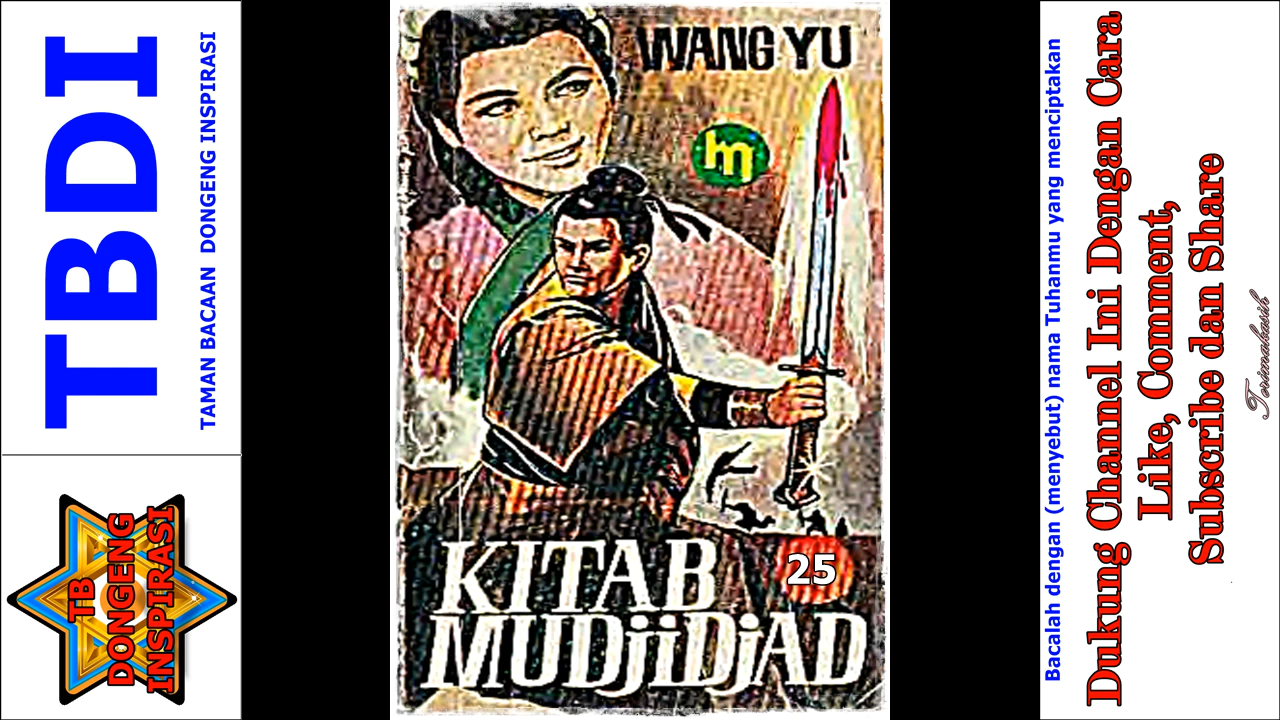 TBDI
TAMAN BACAAN DONGENG INSPIRASI
TB
DONGENG
INSPIRASI
WANG YU
m
25
KITAB
MUDjiDjAD
Bacalah dengan (menyebut) nama Tuhanmu yang menciptakan
Dukung Channel Ini Dengan Cara
Like, Comment,
Subscribe dan Share
Terimakasih